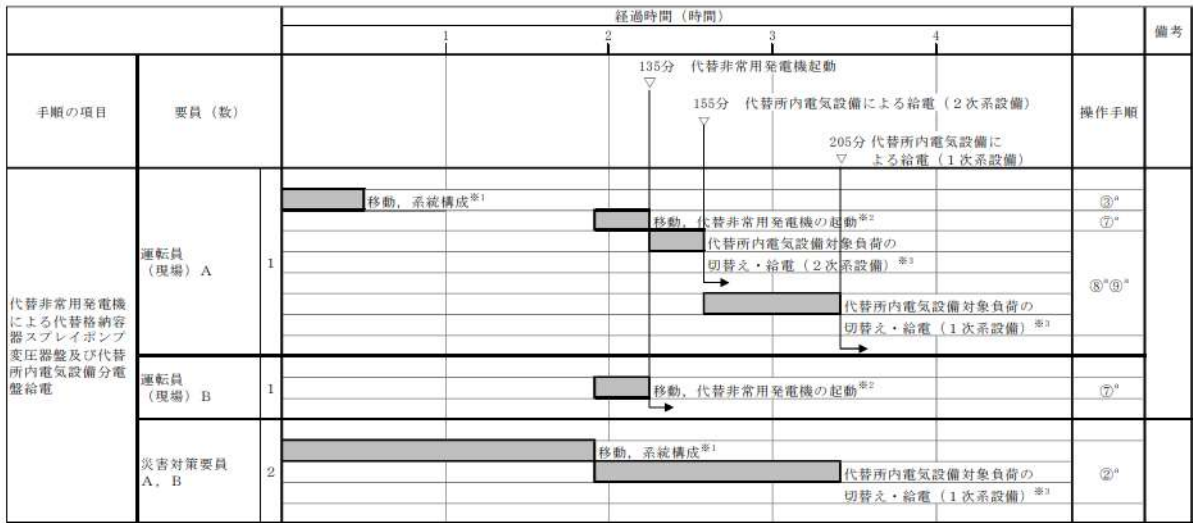 経過時間（時間）
備考
1
2
3
4
手順の項目
要員（数）
操作手順
135分　代替非常用発電機起動
▽
155分　代替所内電気設備による給電（２次系設備）
▽
205分 代替所内電気設備に
▽　よる給電（１次系設備）
代替非常用発電機
による代替格納容
器スプレイポンプ
変圧器盤及び代替
所内電気設備分電
盤給電
運転員
（現場）Ａ
1
移動，系統構成※1
③a
移動，代替非常用発電機の起動※2
⑦a
代替所内電気設備対象負荷の
切替え・給電（２次系設備）※3
⑧a⑨a
代替所内電気設備対象負荷の
切替え・給電（１次系設備）※3
運転員
（現場）Ｂ
1
移動，代替非常用発電機の起動※2
⑦a
災害対策要員
Ａ，Ｂ
2
移動，系統構成※1
代替所内電気設備対象負荷の
切替え・給電（１次系設備）※3
②a